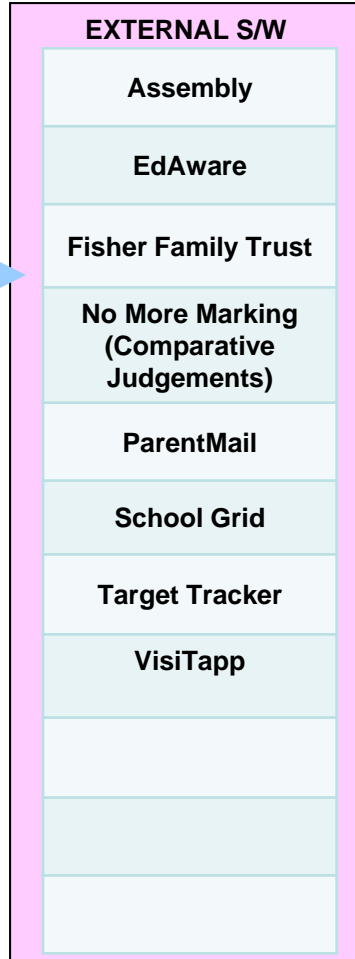 EXTERNAL S/W
Assembly
EdAware
Fisher Family Trust
No More Marking
(Comparative
Judgements)
ParentMail
School Grid
Target Tracker
VisiTapp